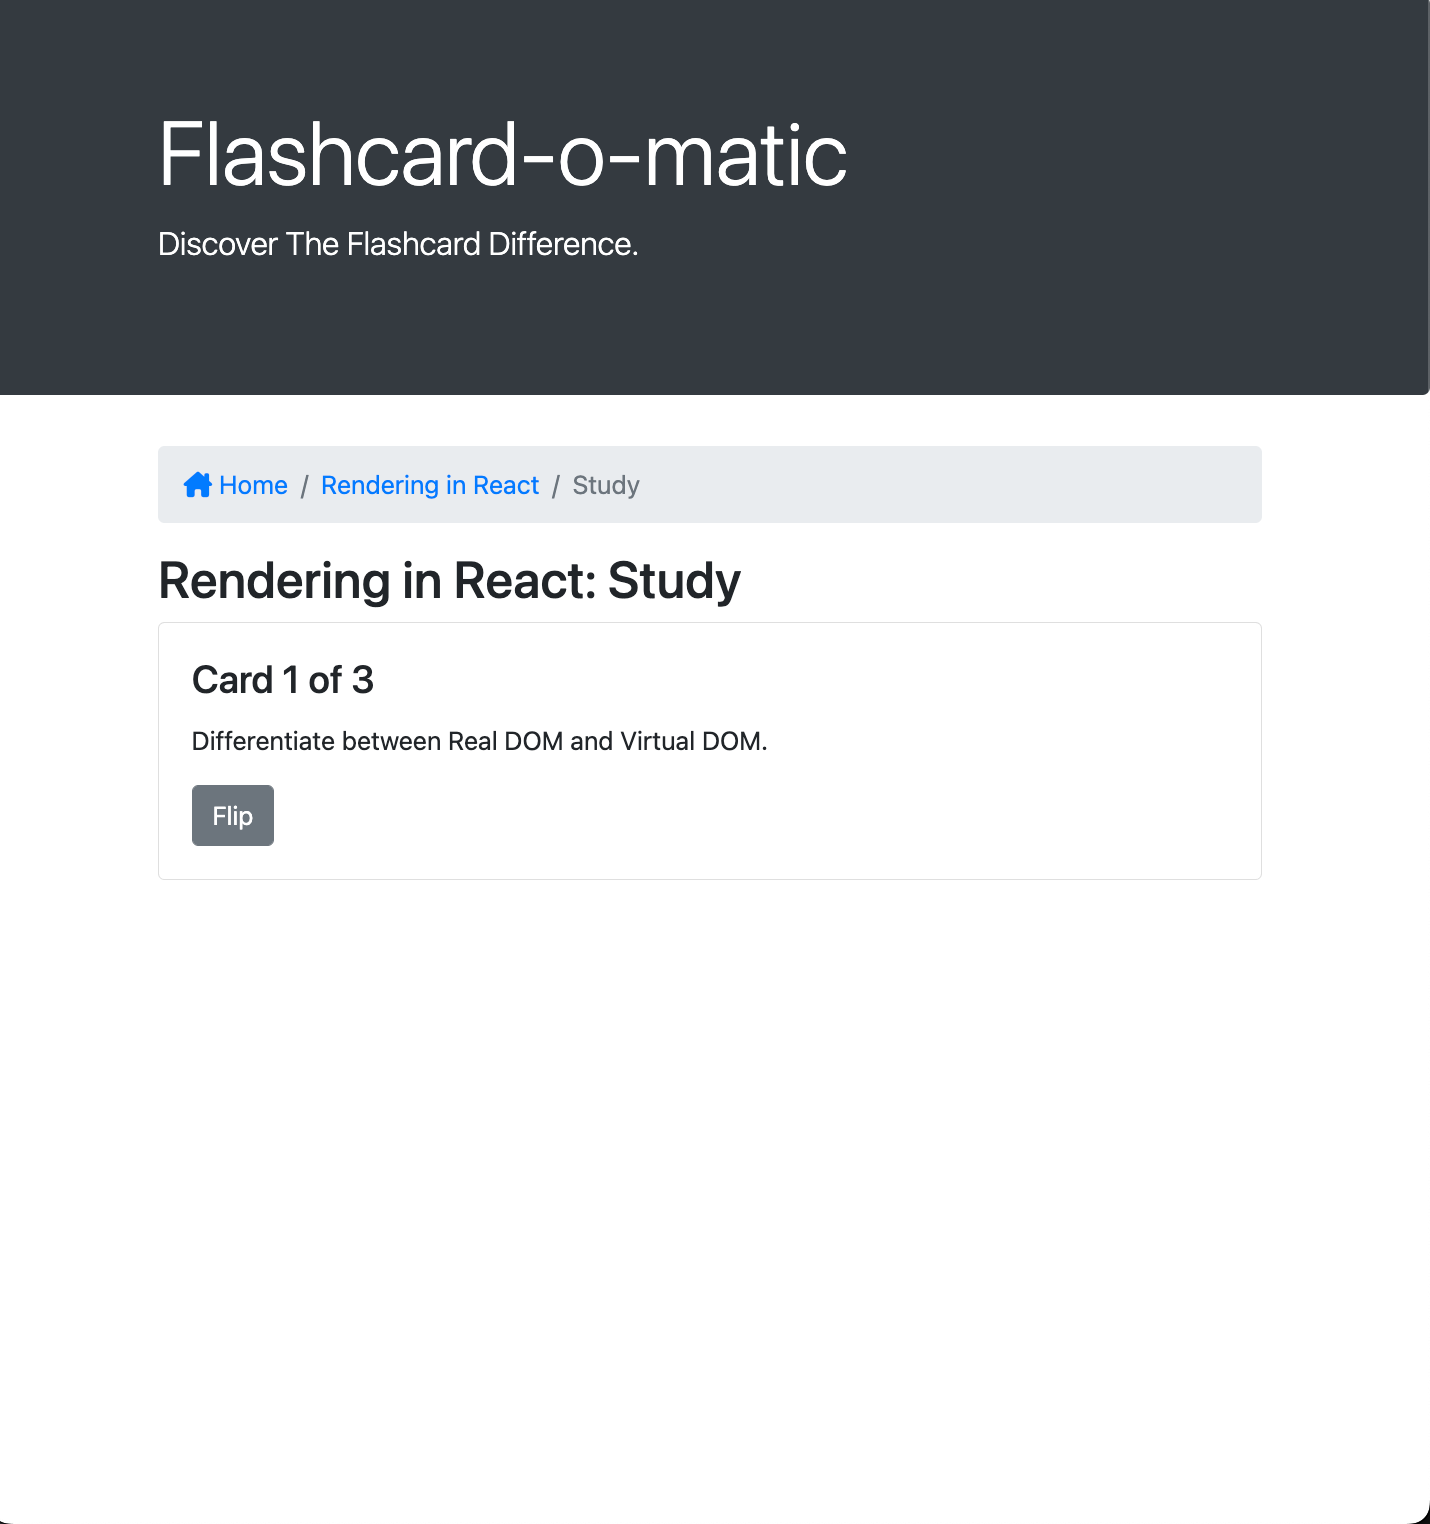 Flashcard-o-matic
Discover The Flashcard Difference.
Home / Rendering in React / Study
Rendering in React: Study
Card 1 of 3
Differentiate between Real DOM and Virtual DOM.
Flip